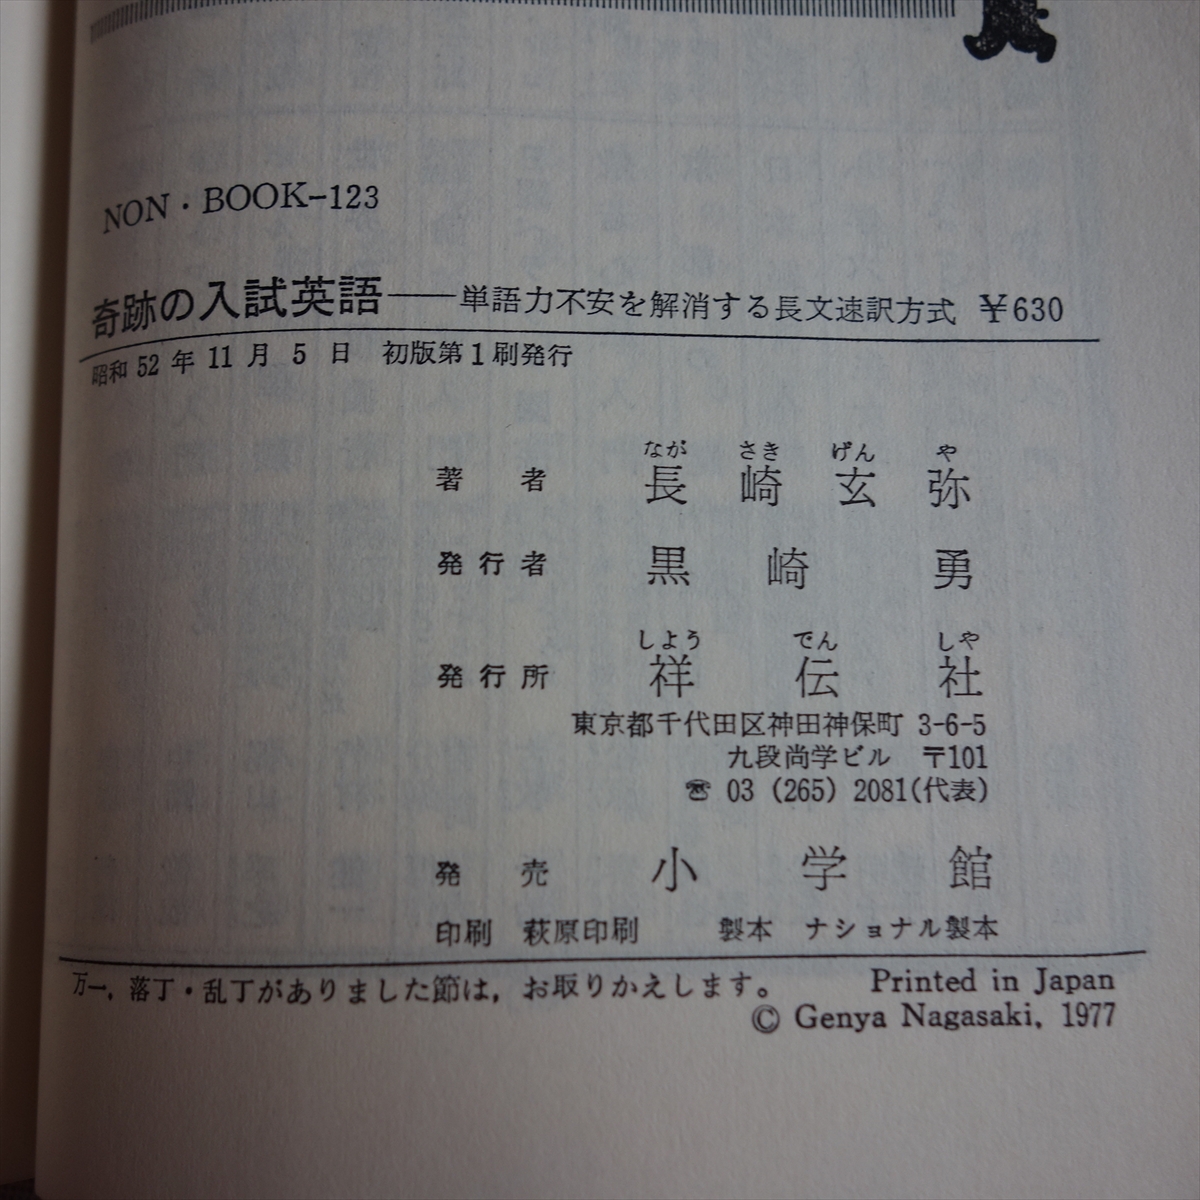 NON・BOOK-123
奇跡の入試英語――単語力不安を解消する長文速訳方式 ￥630
昭和 52 年 11 月 5 日 初版第1刷発行
なが さき げん や
著者 長崎玄弥
発行者 黒崎 勇
しよう でん しや
発行所 祥伝社
東京都千代田区神田神保町 3-6-5
九段尚学ビル 〒101
☎ 03 (265) 2081(代表)
発売 小学館
印刷 萩原印刷 製本 ナショナル製本
万一，落丁・乱丁がありました節は，お取りかえします。 Printed in Japan
© Genya Nagasaki, 1977